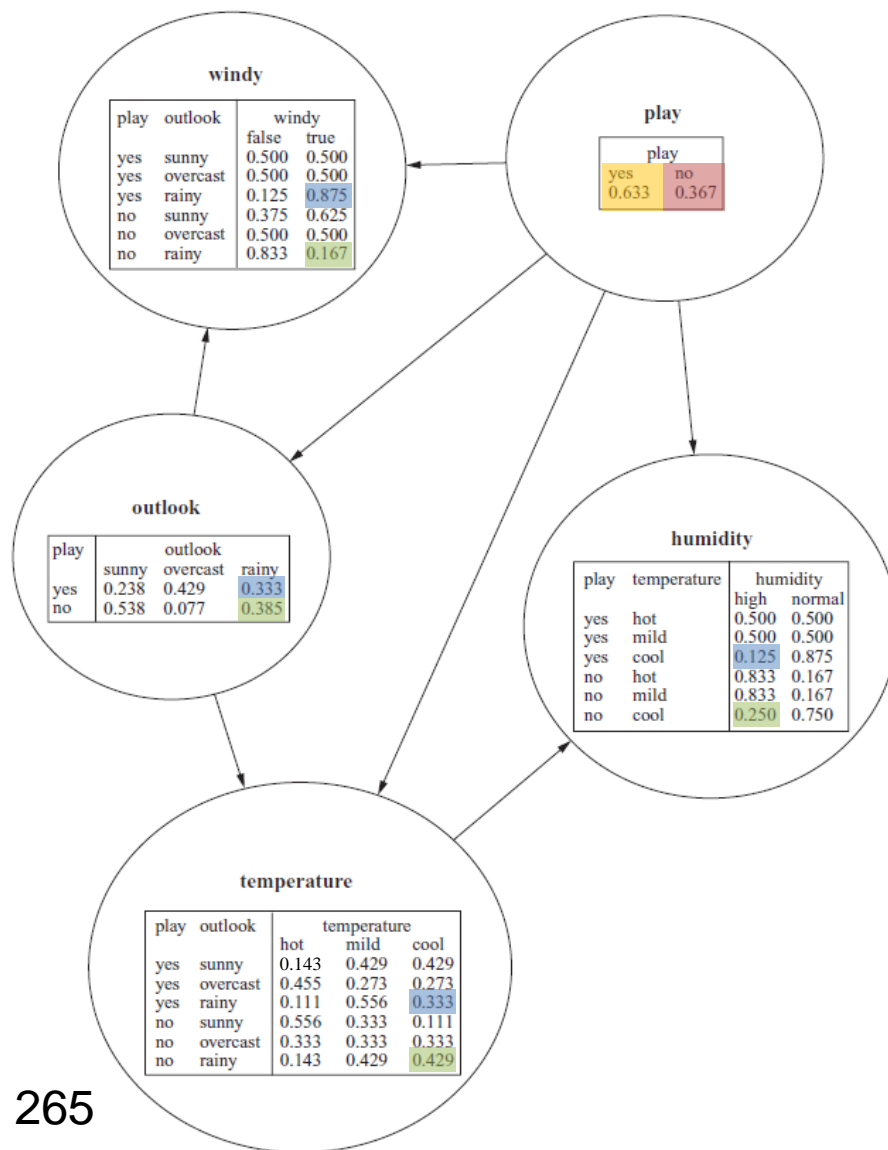 windy
play outlook windy
false true
yes sunny 0.500 0.500
yes overcast 0.500 0.500
yes rainy 0.125 0.875
no sunny 0.375 0.625
no overcast 0.500 0.500
no rainy 0.833 0.167
play
play
yes no
0.633 0.367
outlook
play outlook
sunny overcast rainy
yes 0.238 0.429 0.333
no 0.538 0.077 0.385
humidity
play temperature humidity
high normal
yes hot 0.500 0.500
yes mild 0.500 0.500
yes cool 0.125 0.875
no hot 0.833 0.167
no mild 0.833 0.167
no cool 0.250 0.750
temperature
play outlook temperature
hot mild cool
yes sunny 0.143 0.429 0.429
yes overcast 0.455 0.273 0.273
yes rainy 0.111 0.556 0.333
no sunny 0.556 0.333 0.111
no overcast 0.333 0.333 0.333
no rainy 0.143 0.429 0.429
265